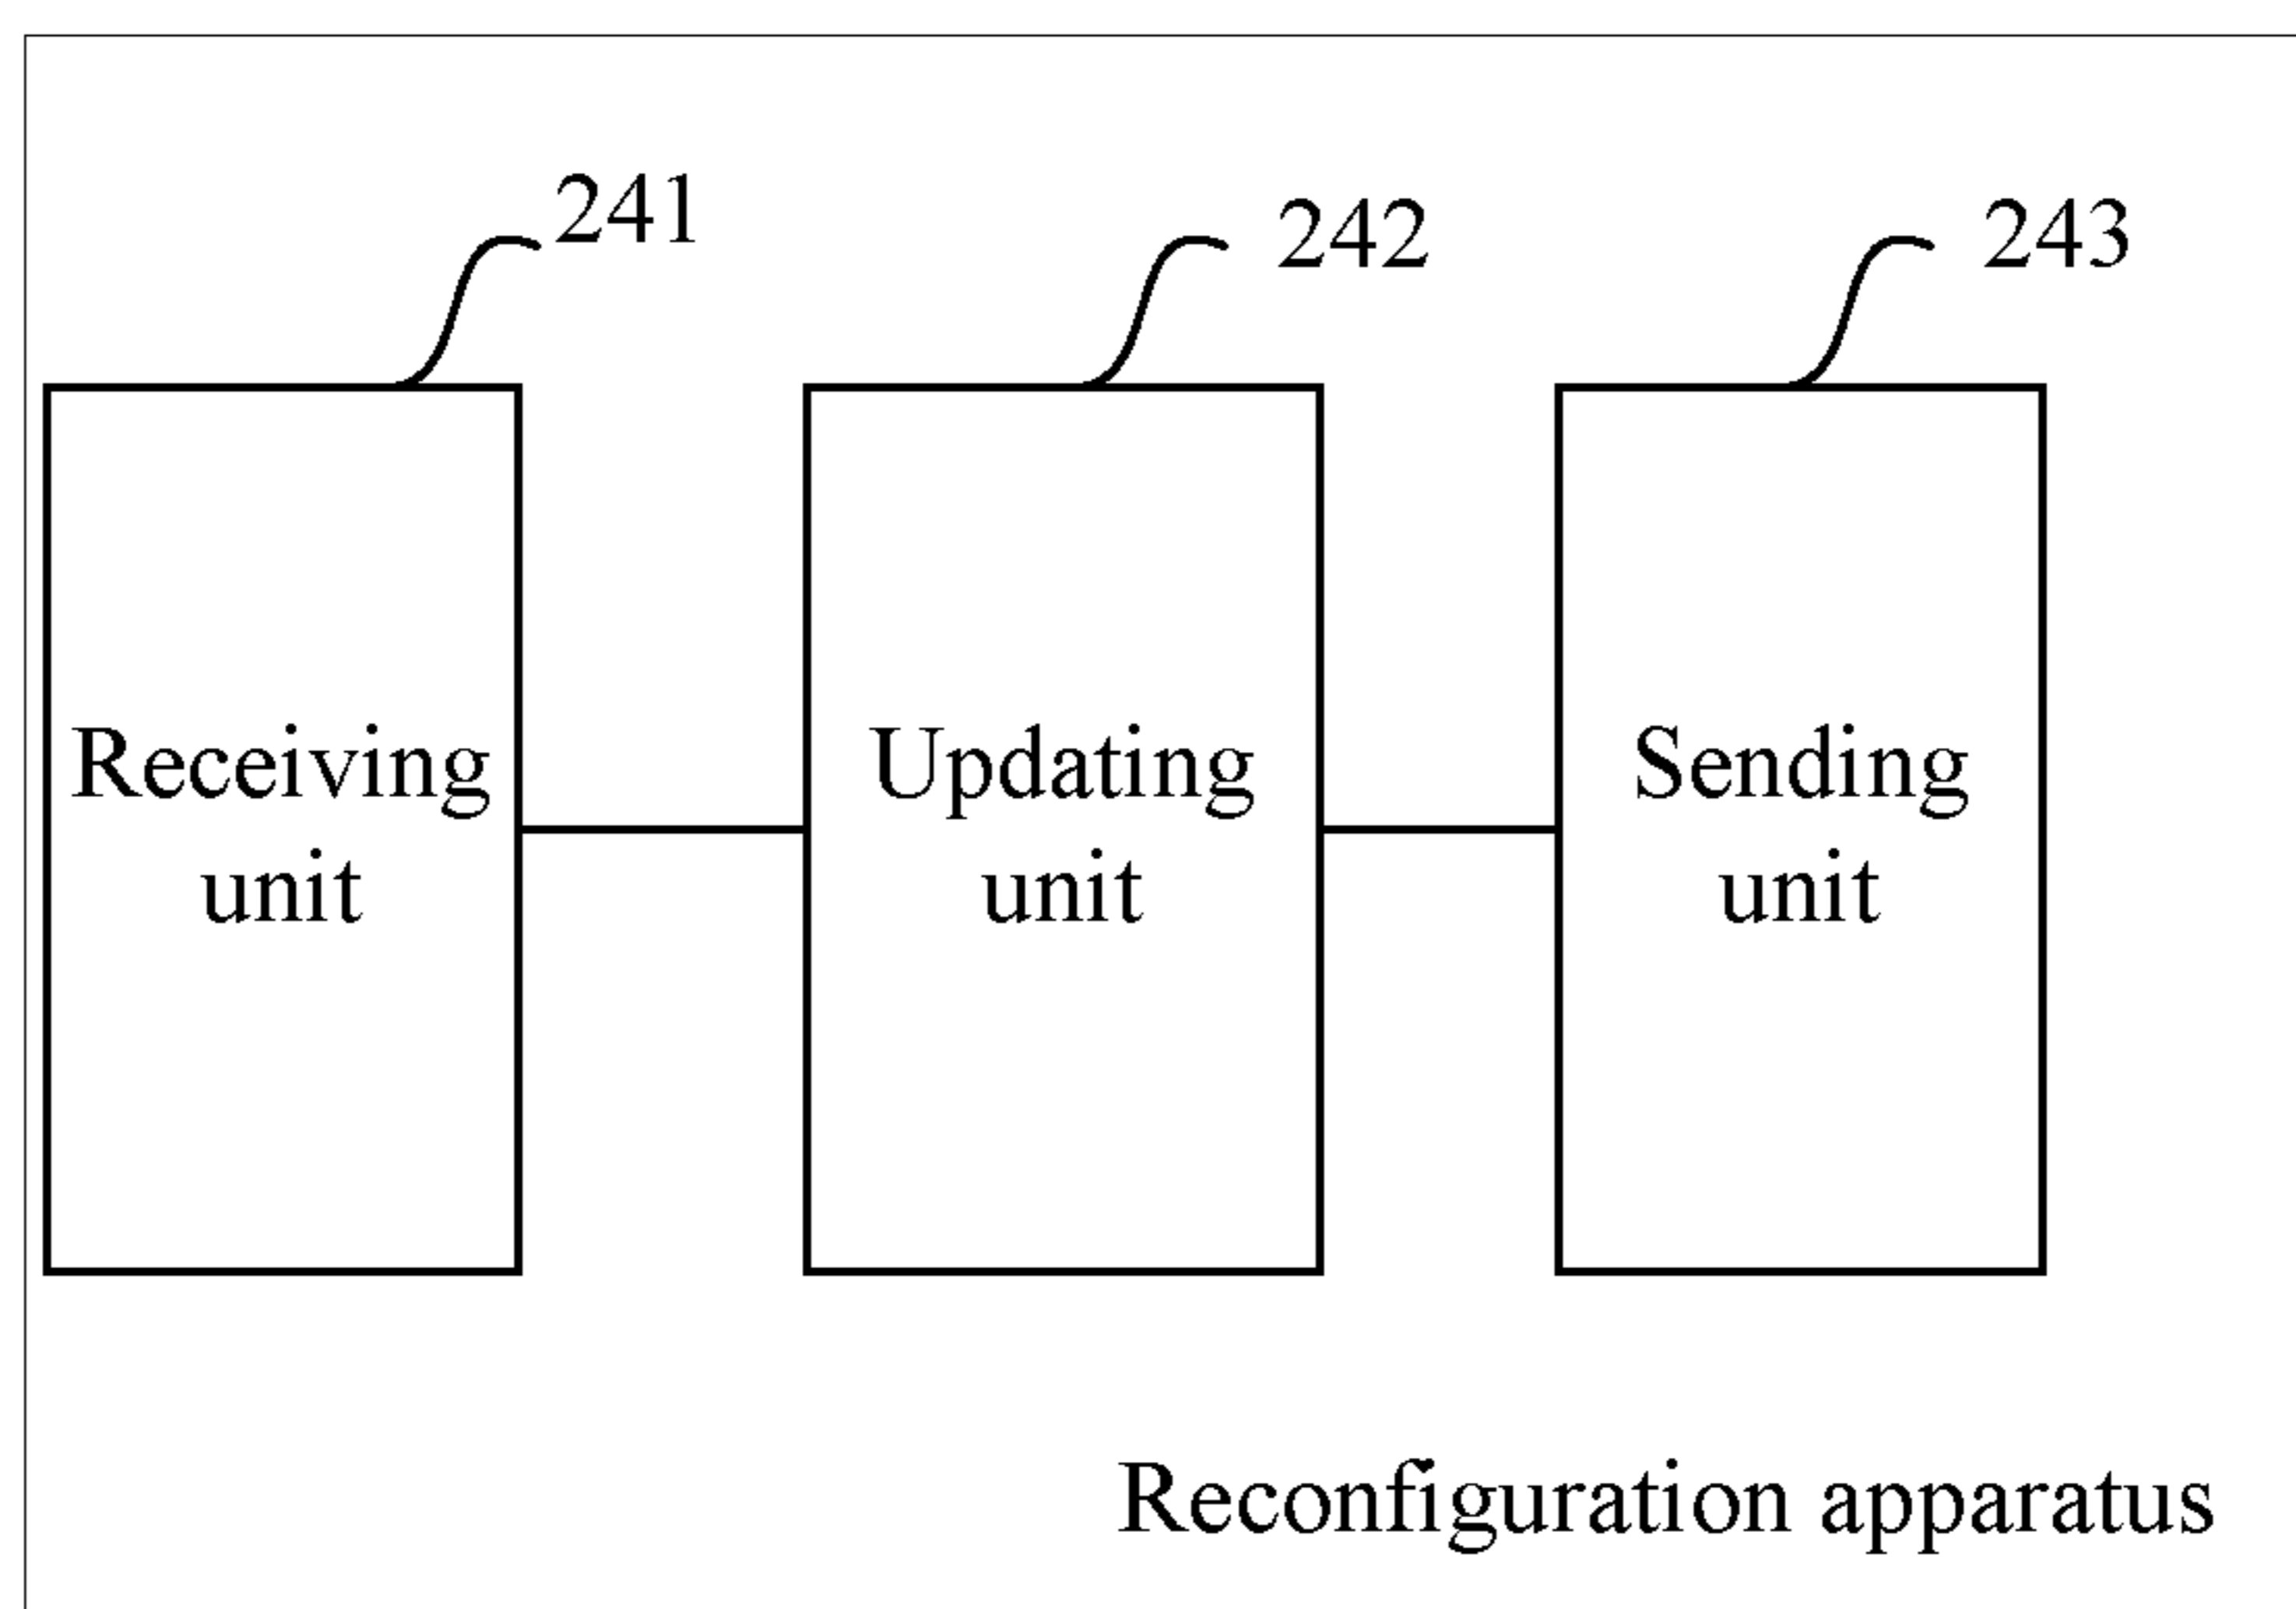 241
242
243
Receiving
unit
Updating
unit
Sending
unit
Reconfiguration apparatus